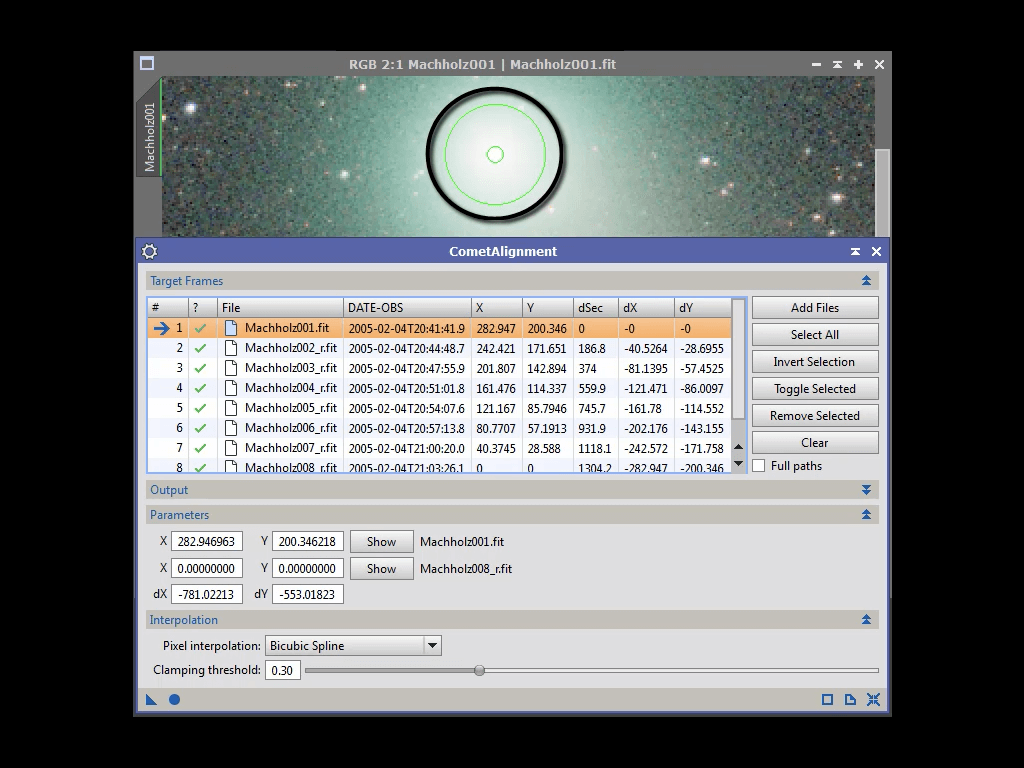 RGB 2:1 Machholz001 | Machholz001.fit
Machholz001
CometAlignment
Target Frames
# ? File DATE-OBS X Y dSec dX dY
1 Machholz001.fit 2005-02-04T20:41:41.9 282.947 200.346 0 -0 -0
2 Machholz002_r.fit 2005-02-04T20:44:48.7 242.421 171.651 186.8 -40.5264 -28.6955
3 Machholz003_r.fit 2005-02-04T20:47:55.9 201.807 142.894 374 -81.1395 -57.4525
4 Machholz004_r.fit 2005-02-04T20:51:01.8 161.476 114.337 559.9 -121.471 -86.0097
5 Machholz005_r.fit 2005-02-04T20:54:07.6 121.167 85.7946 745.7 -161.78 -114.552
6 Machholz006_r.fit 2005-02-04T20:57:13.8 80.7707 57.1913 931.9 -202.176 -143.155
7 Machholz007_r.fit 2005-02-04T21:00:20.0 40.3745 28.588 1118.1 -242.572 -171.758
8 Machholz008_r.fit 2005-02-04T21:03:26.1 0 0 1304.2 -282.947 -200.346
Add Files
Select All
Invert Selection
Toggle Selected
Remove Selected
Clear
Full paths
Output
Parameters
X 282.946963 Y 200.346218 Show Machholz001.fit
X 0.00000000 Y 0.00000000 Show Machholz008_r.fit
dX -781.02213 dY -553.01823
Interpolation
Pixel interpolation: Bicubic Spline
Clamping threshold: 0.30